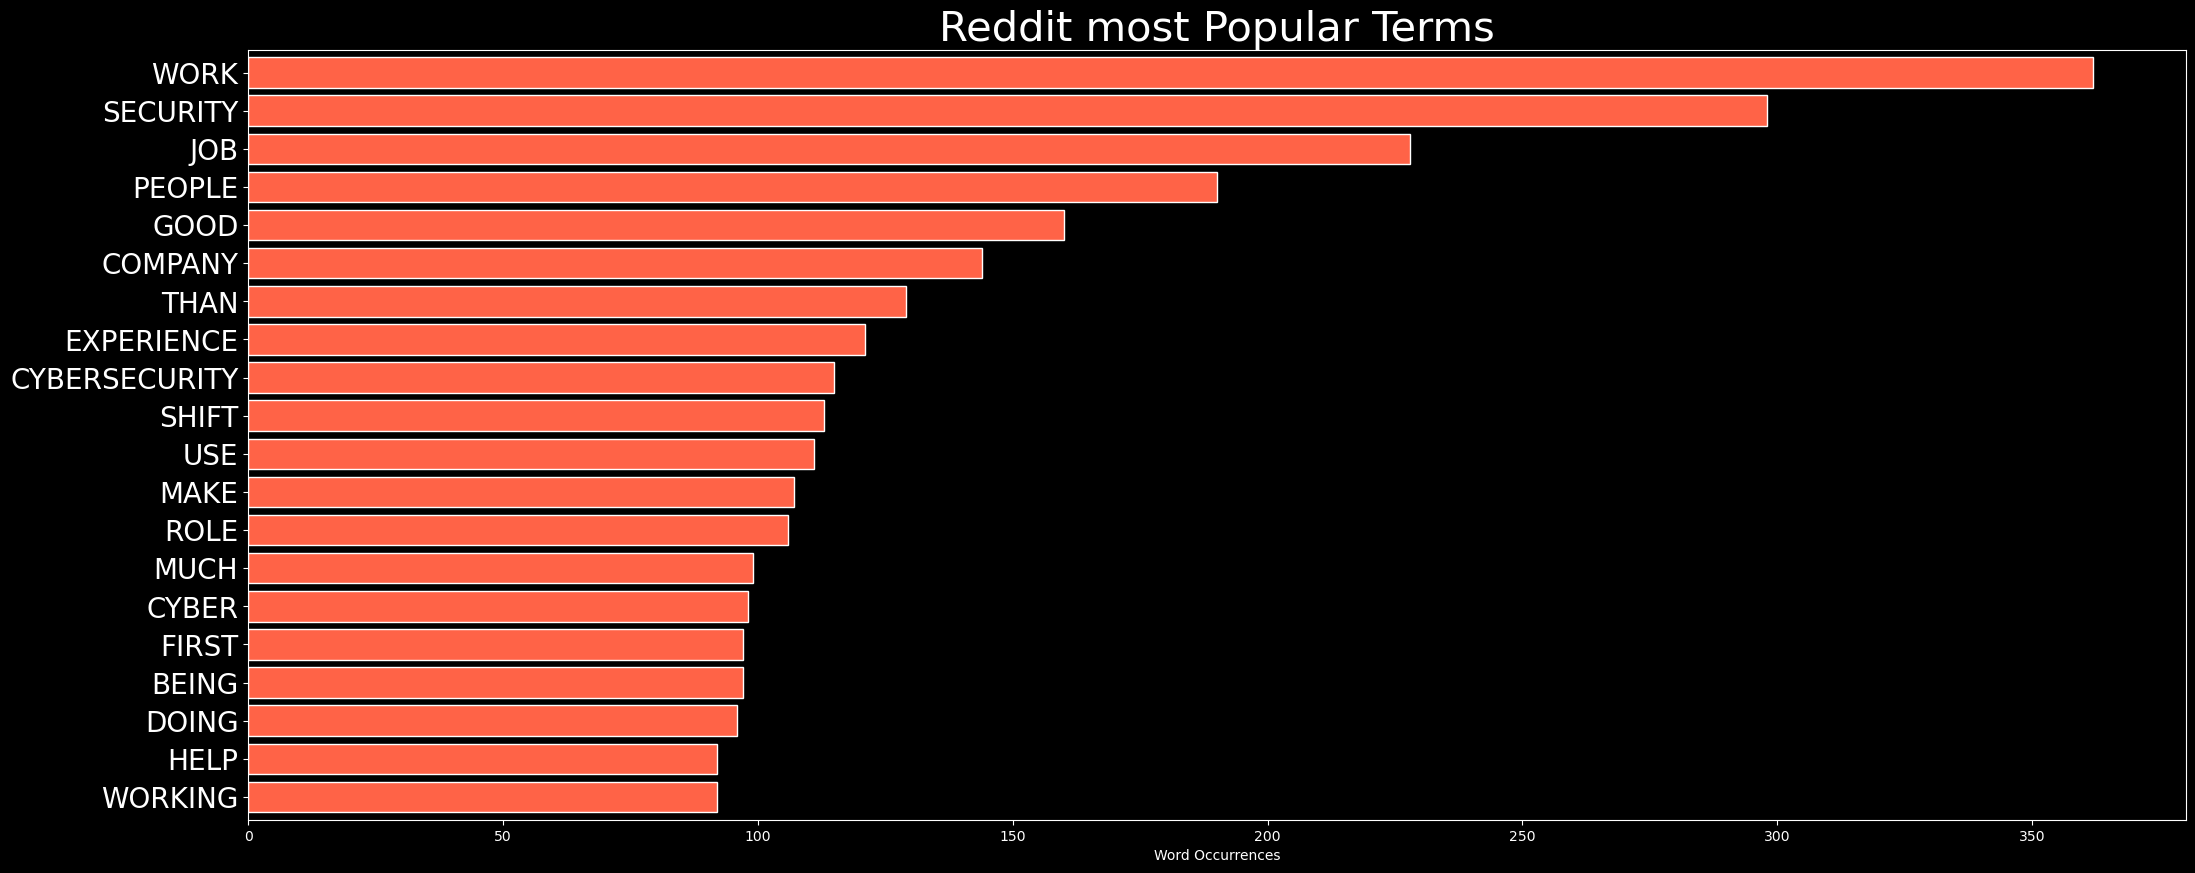 Reddit most Popular Terms
WORK
SECURITY
JOB
PEOPLE
GOOD
COMPANY
THAN
EXPERIENCE
CYBERSECURITY
SHIFT
USE
MAKE
ROLE
MUCH
CYBER
FIRST
BEING
DOING
HELP
WORKING
0 50 100 150 200 250 300 350
Word Occurrences